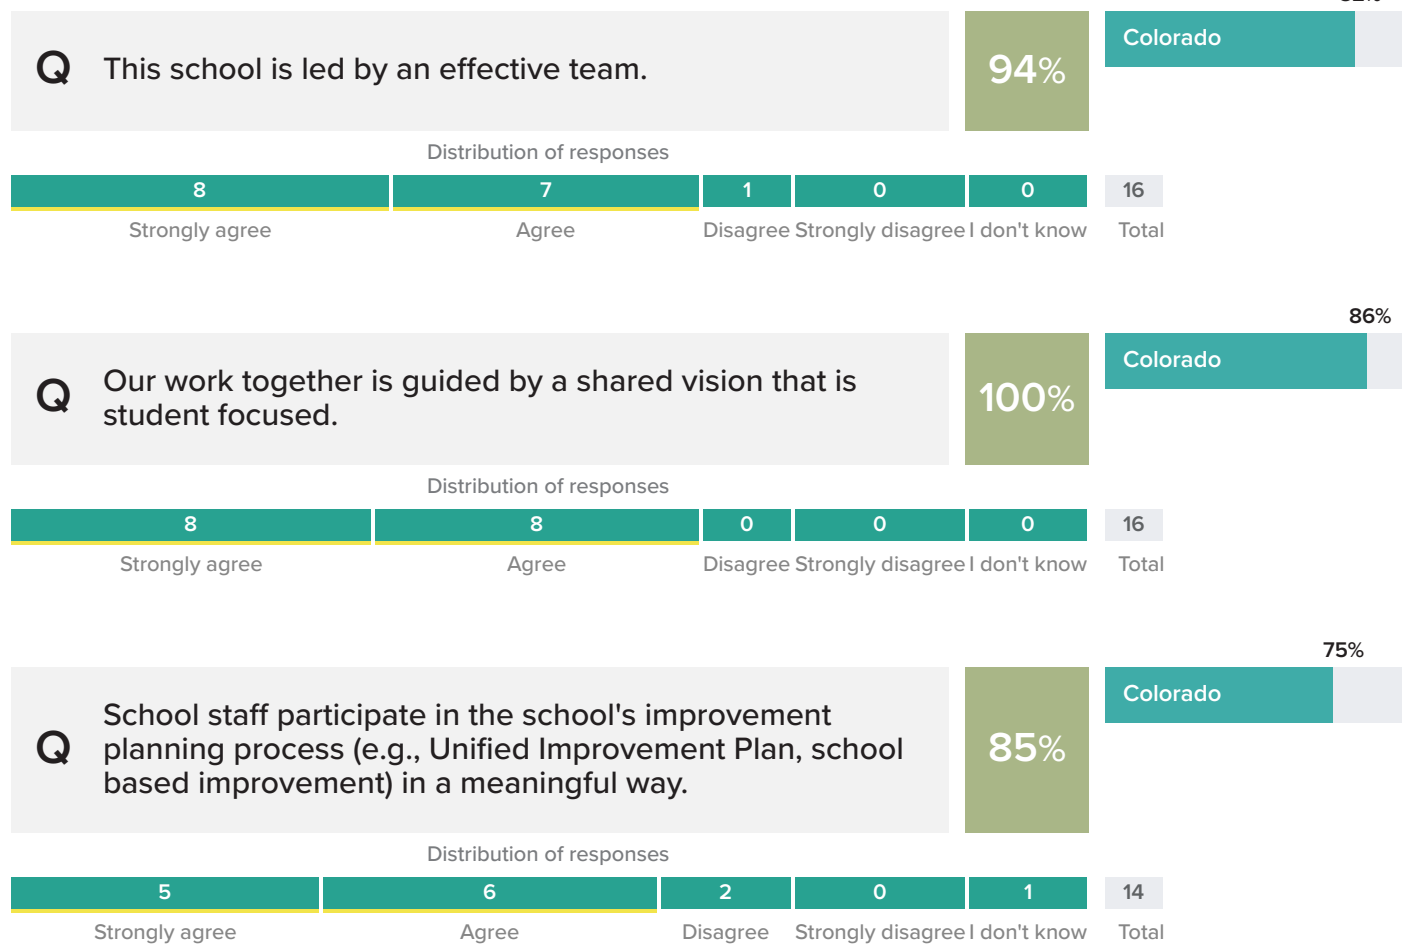 Q This school is led by an effective team.
94%
Colorado
Distribution of responses
8 7 1 0 0 16
Strongly agree Agree Disagree Strongly disagree I don't know Total
86%
Q Our work together is guided by a shared vision that is
student focused.
100%
Colorado
Distribution of responses
8 8 0 0 0 16
Strongly agree Agree Disagree Strongly disagree I don't know Total
75%
Q School staff participate in the school's improvement
planning process (e.g., Unified Improvement Plan, school
based improvement) in a meaningful way.
85%
Colorado
Distribution of responses
5 6 2 0 1 14
Strongly agree Agree Disagree Strongly disagree I don't know Total